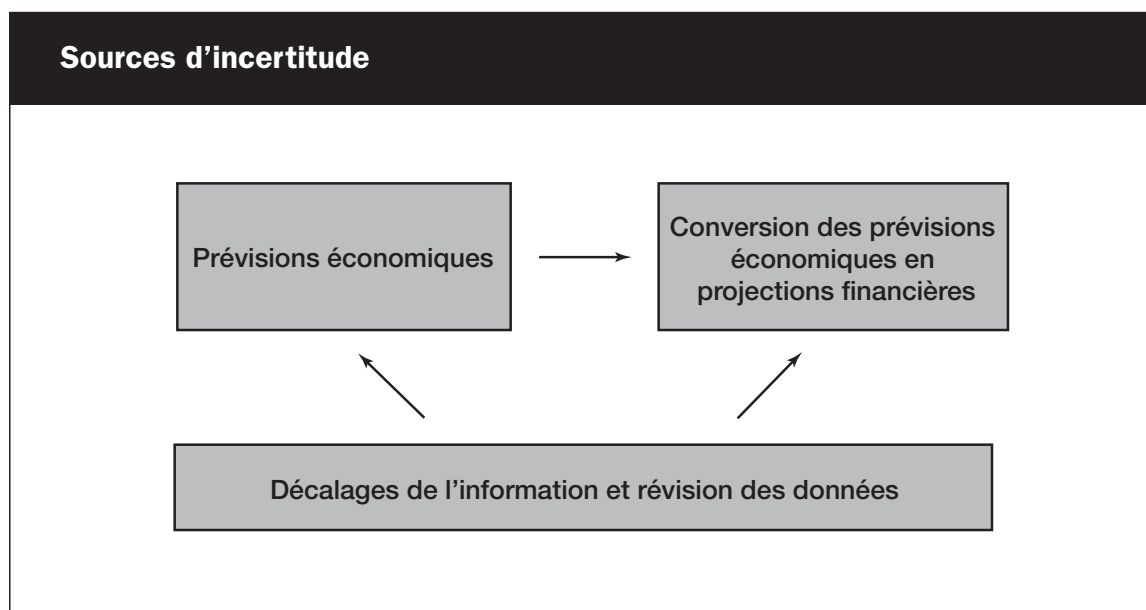 Sources d’incertitude
Prévisions économiques
Conversion des prévisions
économiques en
projections financières
Décalages de l’information et révision des données